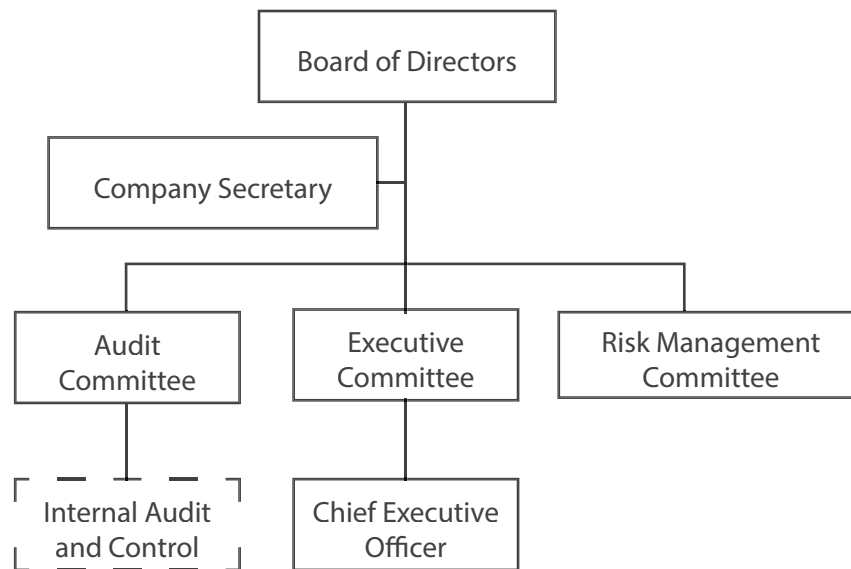 Board of Directors
Company Secretary
Audit
Committee
Executive
Committee
Risk Management
Committee
Internal Audit
and Control
Chief Executive
Officer